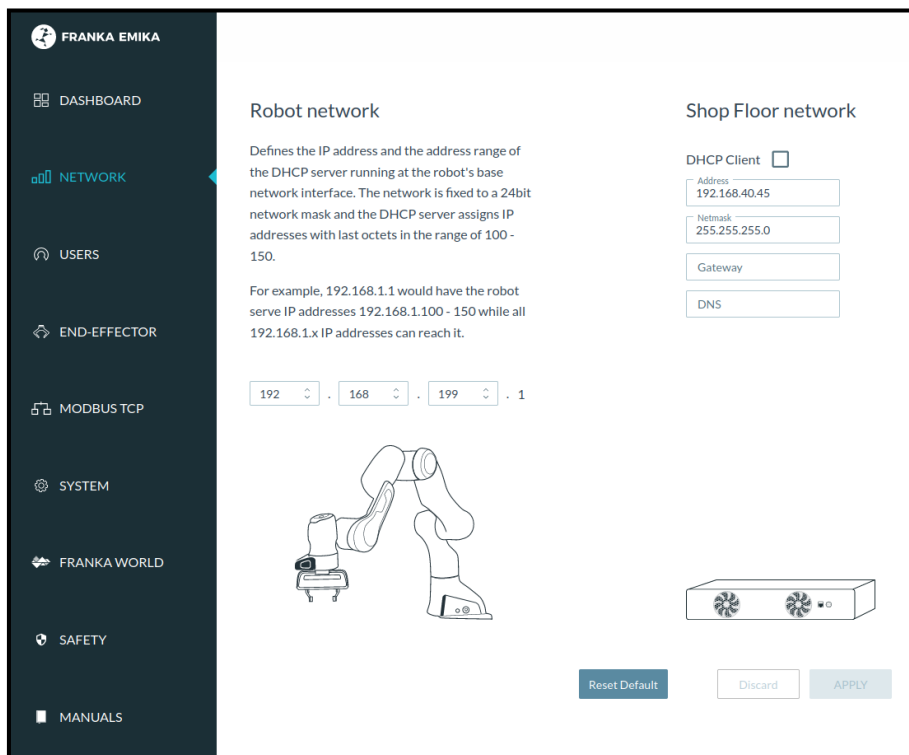 FRANKA EMIKA
DASHBOARD
NETWORK
USERS
END-EFFECTOR
MODBUS TCP
SYSTEM
FRANKA WORLD
SAFETY
MANUALS
Robot network
Defines the IP address and the address range of
the DHCP server running at the robot's base
network interface. The network is fixed to a 24bit
network mask and the DHCP server assigns IP
addresses with last octets in the range of 100 -
150.
For example, 192.168.1.1 would have the robot
serve IP addresses 192.168.1.100 - 150 while all
192.168.1.x IP addresses can reach it.
192 . 168 . 199 . 1
Shop Floor network
DHCP Client
Address
192.168.40.45
Netmask
255.255.255.0
Gateway
DNS
Reset Default
Discard
APPLY